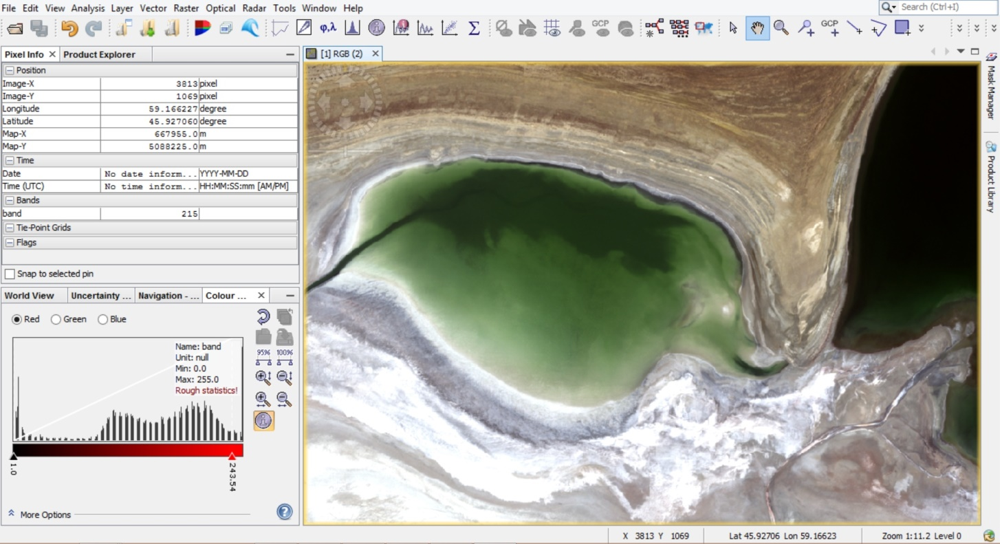 File Edit View Analysis Layer Vector Raster Optical Radar Tools Window Help
Search (Ctrl+I)
φ,λ
Σ
GCP
GCP
Pixel Info
Product Explorer
[1] RGB (2)
Position
Image-X 3813 pixel
Image-Y 1069 pixel
Longitude 59.166227 degree
Latitude 45.927060 degree
Map-X 667955.0 m
Map-Y 5088225.0 m
Time
Date No date inform... YYYY-MM-DD
Time (UTC) No time inform... HH:MM:SS:mm [AM/PM]
Bands
band 215
Tie-Point Grids
Flags
Snap to selected pin
World View
Uncertainty ...
Navigation - ...
Colour ...
Red Green Blue
Name: band
Unit: null
Min: 0.0
Max: 255.0
Rough statistics!
95% 100%
1.0
243.54
More Options
Mask Manager
Product Library
X 3813 Y 1069
Lat 45.92706 Lon 59.16623
Zoom 1:11.2 Level 0